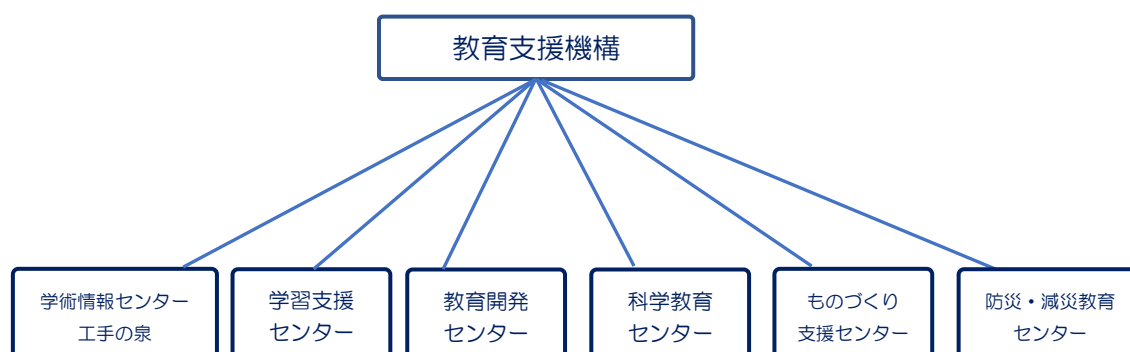 教育支援機構
学術情報センター
工手の泉
学習支援
センター
教育開発
センター
科学教育
センター
ものづくり
支援センター
防災・減災教育
センター